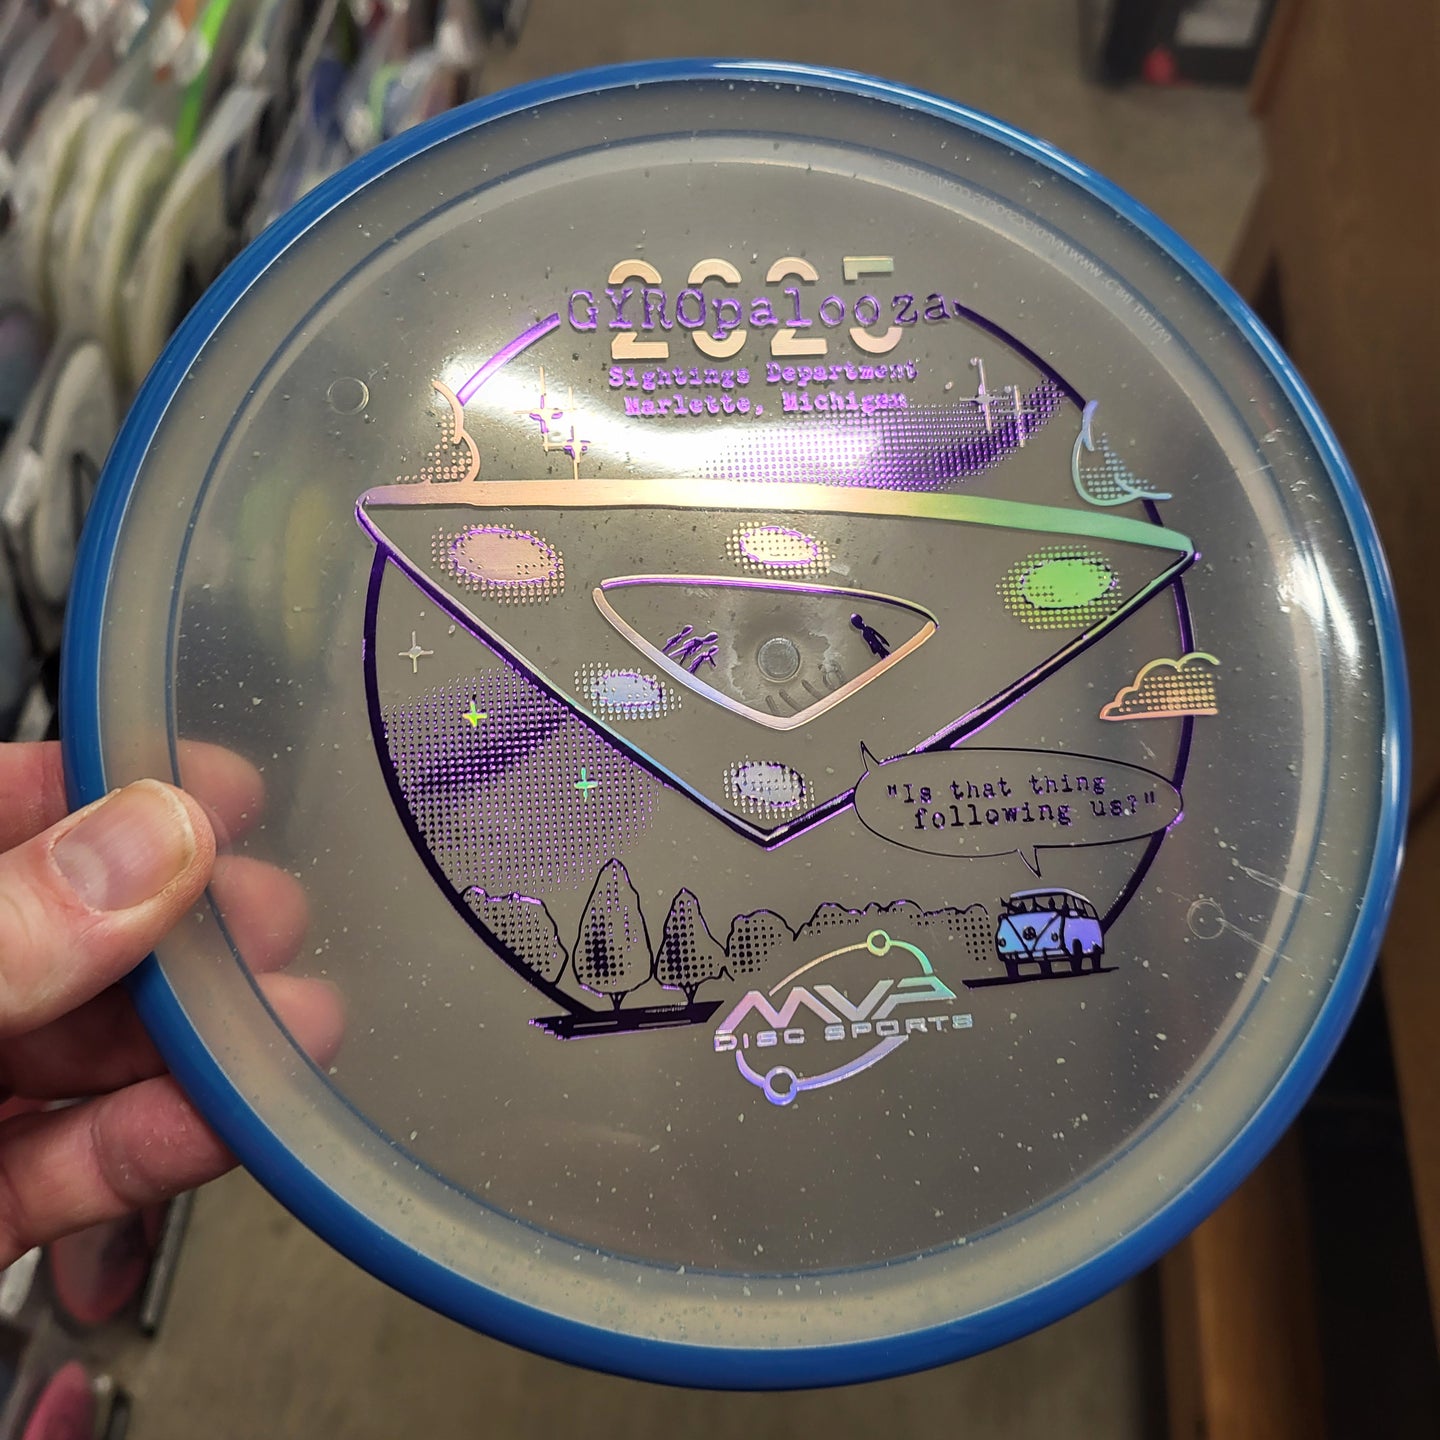 2025
GYROpalooza
Sightings Department
Marlette, Michigan
"Is that thing
following us?"
MVP
DISC SPORTS